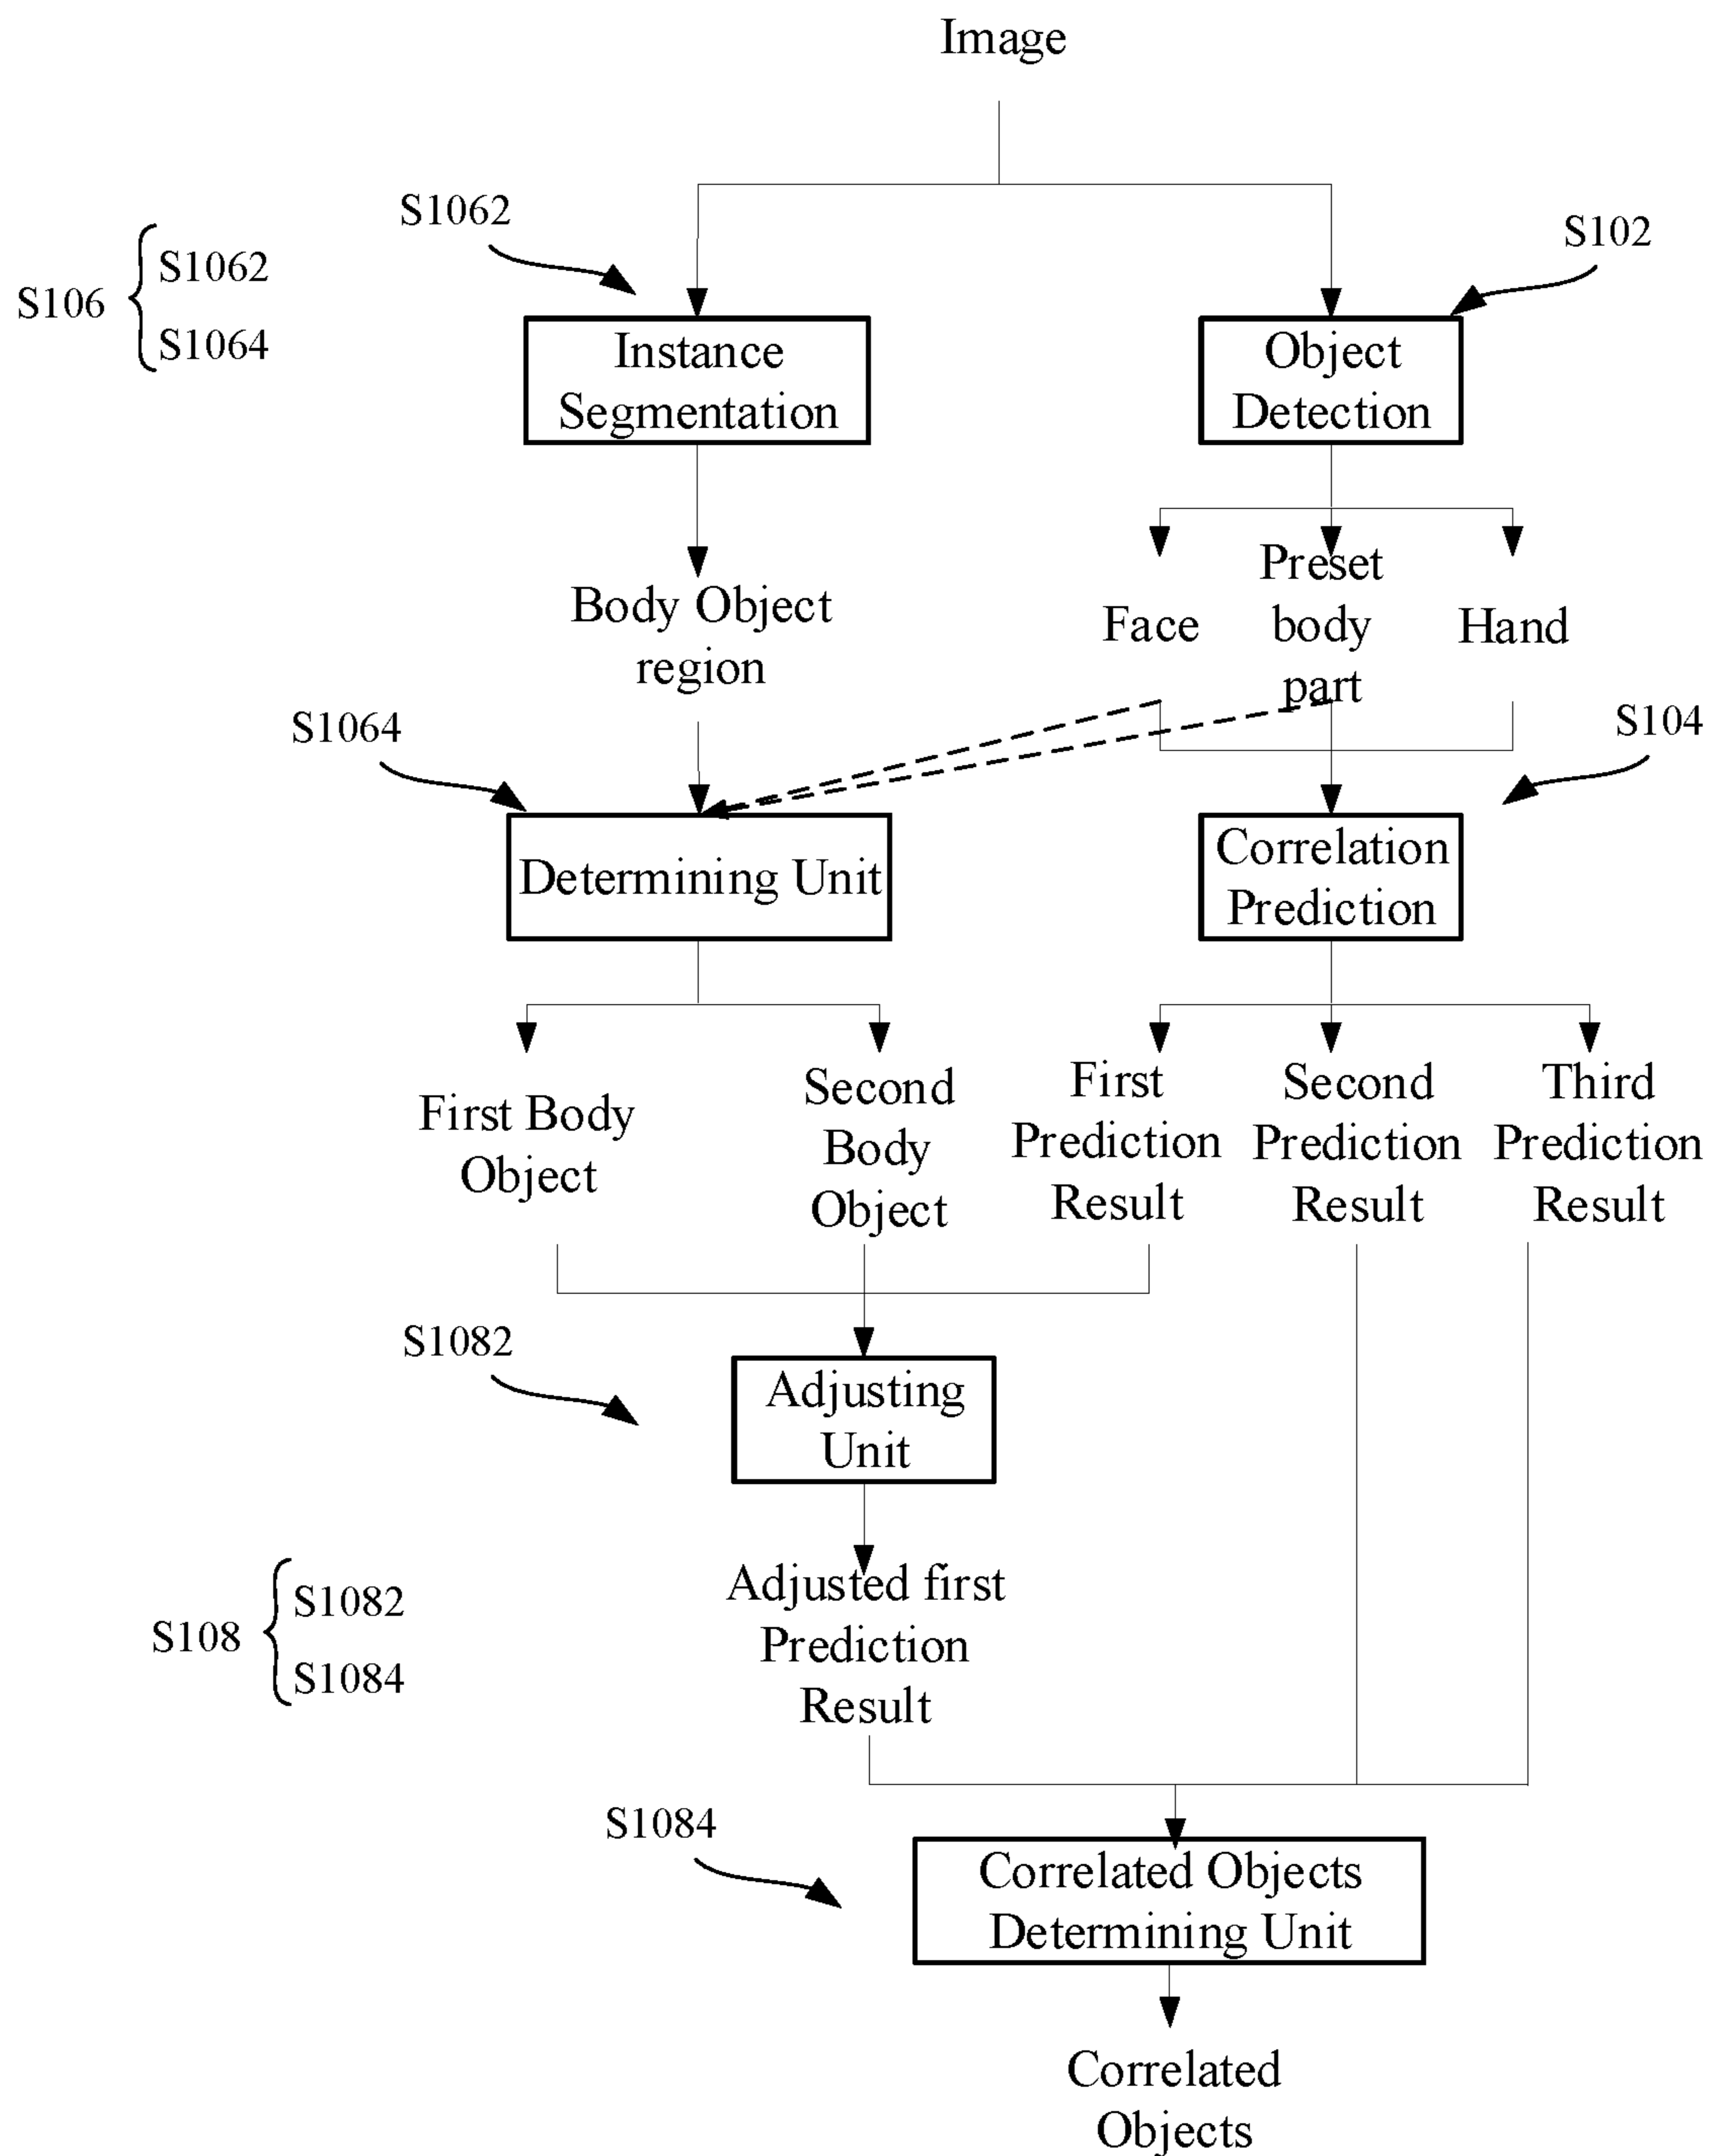 Image
S1062
S102
S106
S1062
S1064
Instance
Segmentation
Object
Detection
Body Object
region
Face
Preset
body
part
Hand
S1064
S104
Determining Unit
Correlation
Prediction
First Body
Object
Second
Body
Object
First
Prediction
Result
Second
Prediction
Result
Third
Prediction
Result
S1082
Adjusting
Unit
S108
S1082
S1084
Adjusted first
Prediction
Result
S1084
Correlated Objects
Determining Unit
Correlated
Objects